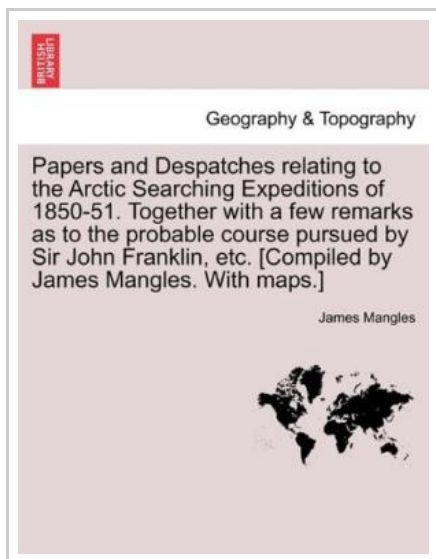 BRITISH
LIBRARY
Geography & Topography
Papers and Despatches relating to
the Arctic Searching Expeditions of
1850-51. Together with a few remarks
as to the probable course pursued by
Sir John Franklin, etc. [Compiled by
James Mangles. With maps.]
James Mangles